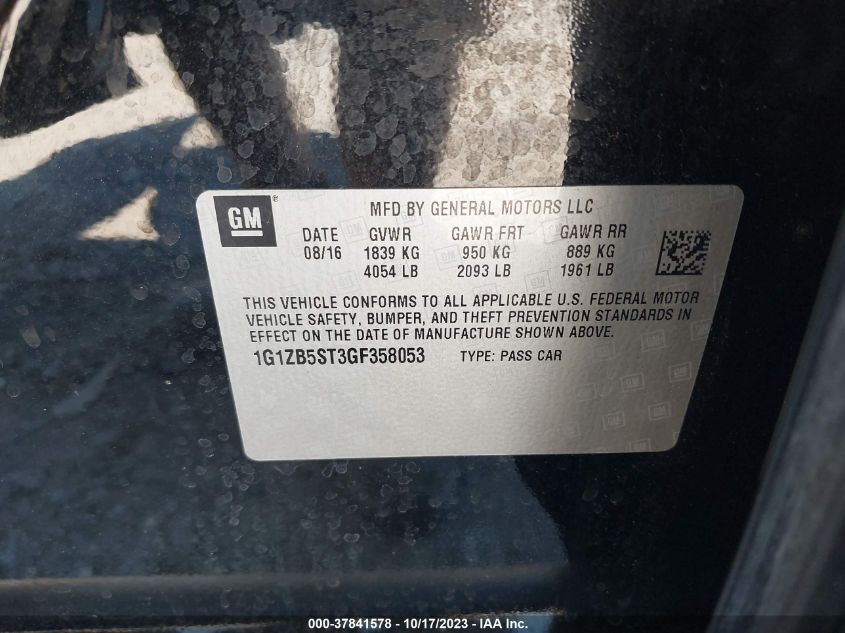 GM® MFD BY GENERAL MOTORS LLC
DATE GVWR GAWR FRT GAWR RR
08/16 1839 KG 950 KG 889 KG
4054 LB 2093 LB 1961 LB
THIS VEHICLE CONFORMS TO ALL APPLICABLE U.S. FEDERAL MOTOR
VEHICLE SAFETY, BUMPER, AND THEFT PREVENTION STANDARDS IN
EFFECT ON THE DATE OF MANUFACTURE SHOWN ABOVE.
1G1ZB5ST3GF358053 TYPE: PASS CAR
000-37841578 - 10/17/2023 - IAA Inc.